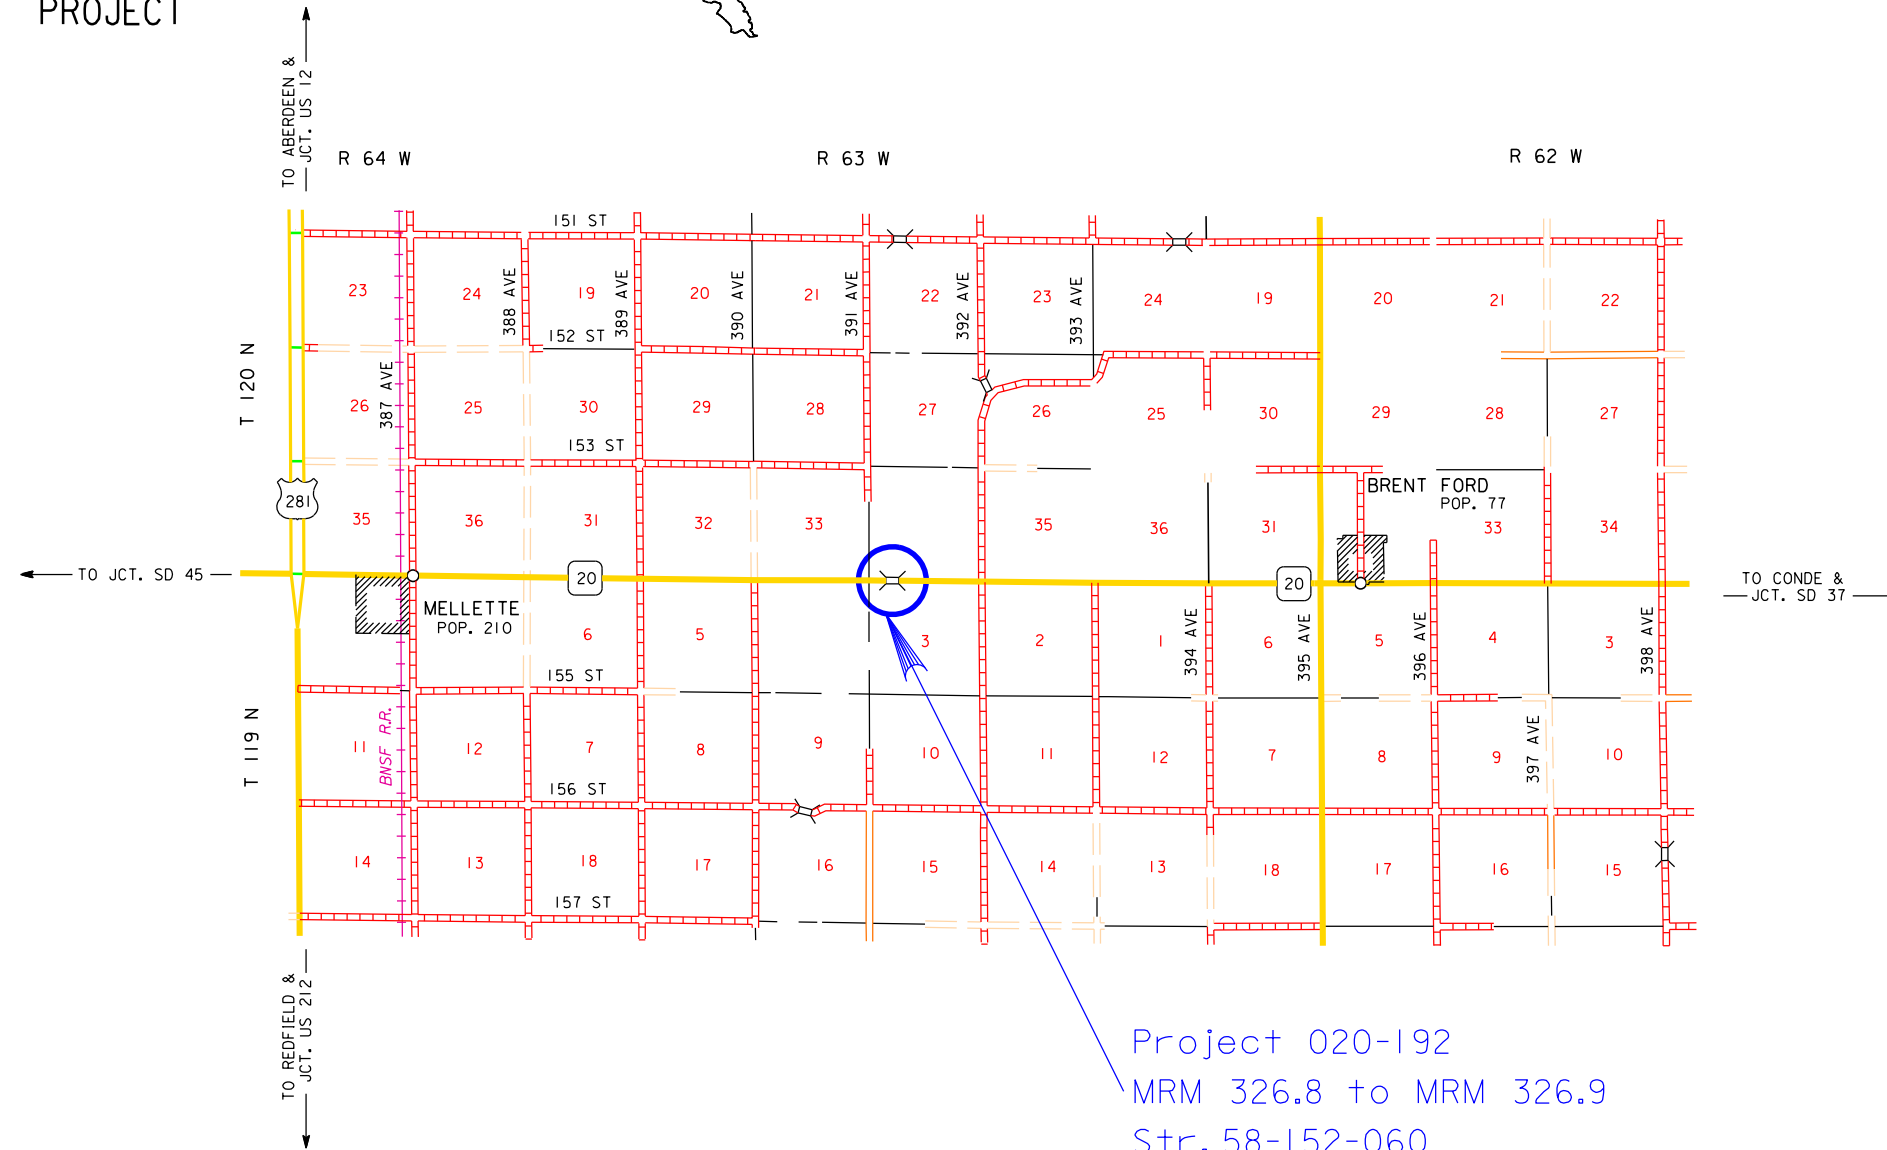 PROJECT
TO ABERDEEN &
JCT. US 12
R 64 W
R 63 W
R 62 W
151 ST
23
24
388 AVE
19
389 AVE
20
390 AVE
21
391 AVE
22
392 AVE
23
393 AVE
24
19
20
21
22
152 ST
T 120 N
26
387 AVE
25
30
29
28
27
26
25
30
29
28
27
153 ST
281
35
36
31
32
33
35
36
31
BRENT FORD
POP. 77
33
34
TO JCT. SD 45
20
20
TO CONDE &
JCT. SD 37
MELLETTE
POP. 210
6
5
3
2
1
394 AVE
6
395 AVE
5
396 AVE
4
3
398 AVE
155 ST
T 119 N
11
BNSF R.R.
12
7
8
9
10
11
12
7
8
9
397 AVE
10
156 ST
14
13
18
17
16
15
14
13
18
17
16
15
157 ST
TO REDFIELD &
JCT. US 212
Project 020-192
MRM 326.8 to MRM 326.9
Str. 58-152-060